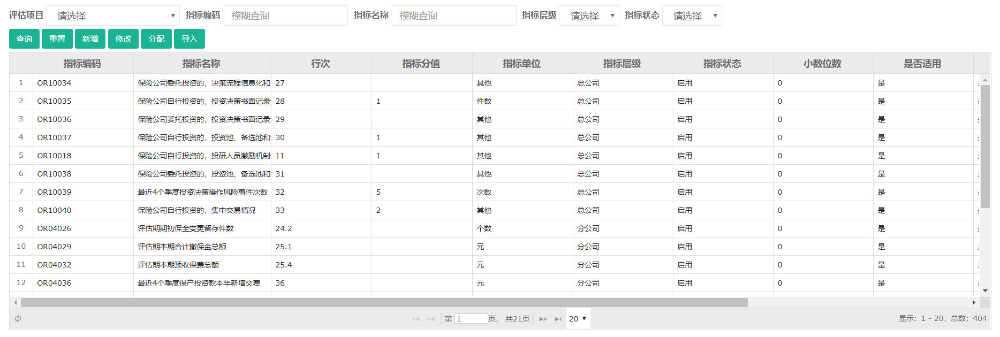 评估项目 请选择 指标编码 模糊查询 指标名称 模糊查询 指标层级 请选择 指标状态 请选择
查询 重置 新增 修改 分配 导入
指标编码 指标名称 行次 指标分值 指标单位 指标层级 指标状态 小数位数 是否适用
1 OR10034 保险公司委托投资的，决策流程信息化和 27 其他 总公司 启用 0 是
2 OR10035 保险公司自行投资的，投资决策书面记录 28 1 件数 总公司 启用 0 是
3 OR10036 保险公司委托投资的，投资决策书面记录 29 其他 总公司 启用 0 是
4 OR10037 保险公司自行投资的，投资池、备选池和 30 1 其他 总公司 启用 0 是
5 OR10018 保险公司自行投资的，投研人员激励机制 11 1 其他 总公司 启用 0 是
6 OR10038 保险公司委托投资的，投资池、备选池和 31 其他 总公司 启用 0 是
7 OR10039 最近4个季度投资决策操作风险事件次数 32 5 次数 总公司 启用 0 是
8 OR10040 保险公司自行投资的，集中交易情况 33 2 其他 总公司 启用 0 是
9 OR04026 评估期期初保全变更留存件数 24.2 个数 分公司 启用 0 是
10 OR04029 评估期本期合计撤保金总额 25.1 元 分公司 启用 0 是
11 OR04032 评估期本期预收保费总额 25.4 元 分公司 启用 0 是
12 OR04036 最近4个季度保户投资款本年新增交费 36 元 分公司 启用 0 是
第 1 页， 共21页 20 显示：1 - 20，总数：404